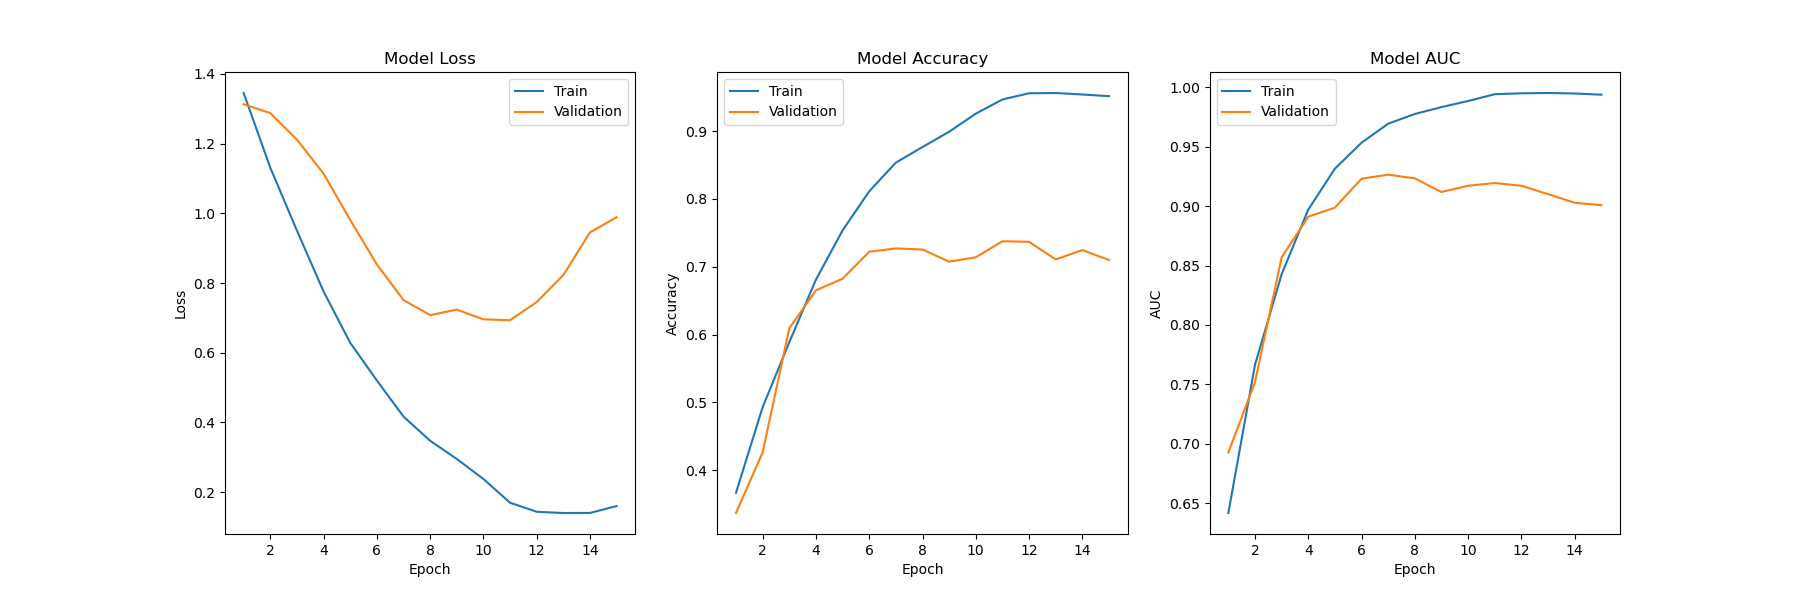 Model Loss
1.4
1.2
1.0
0.8
0.6
0.4
0.2
Loss
Train
Validation
2 4 6 8 10 12 14
Epoch
Model Accuracy
0.9
0.8
0.7
0.6
0.5
0.4
Accuracy
Train
Validation
2 4 6 8 10 12 14
Epoch
Model AUC
1.00
0.95
0.90
0.85
0.80
0.75
0.70
0.65
AUC
Train
Validation
2 4 6 8 10 12 14
Epoch